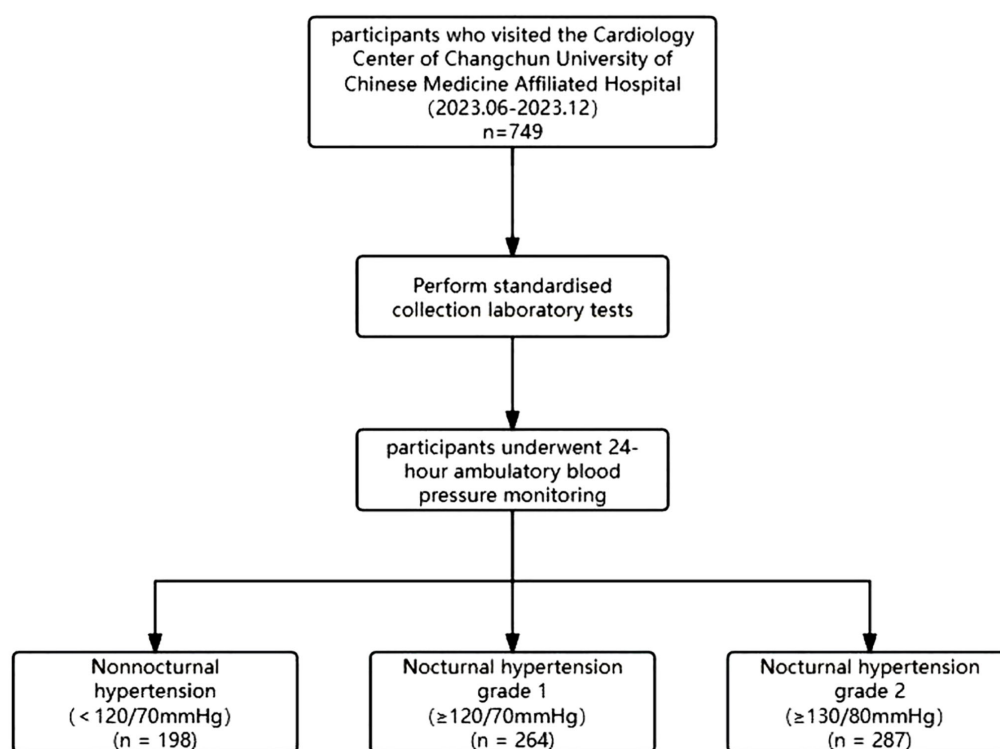 participants who visited the Cardiology
Center of Changchun University of
Chinese Medicine Affiliated Hospital
(2023.06-2023.12)
n=749
Perform standardised
collection laboratory tests
participants underwent 24-
hour ambulatory blood
pressure monitoring
Nonnocturnal
hypertension
(<120/70mmHg)
(n = 198)
Nocturnal hypertension
grade 1
(≥120/70mmHg)
(n = 264)
Nocturnal hypertension
grade 2
(≥130/80mmHg)
(n = 287)